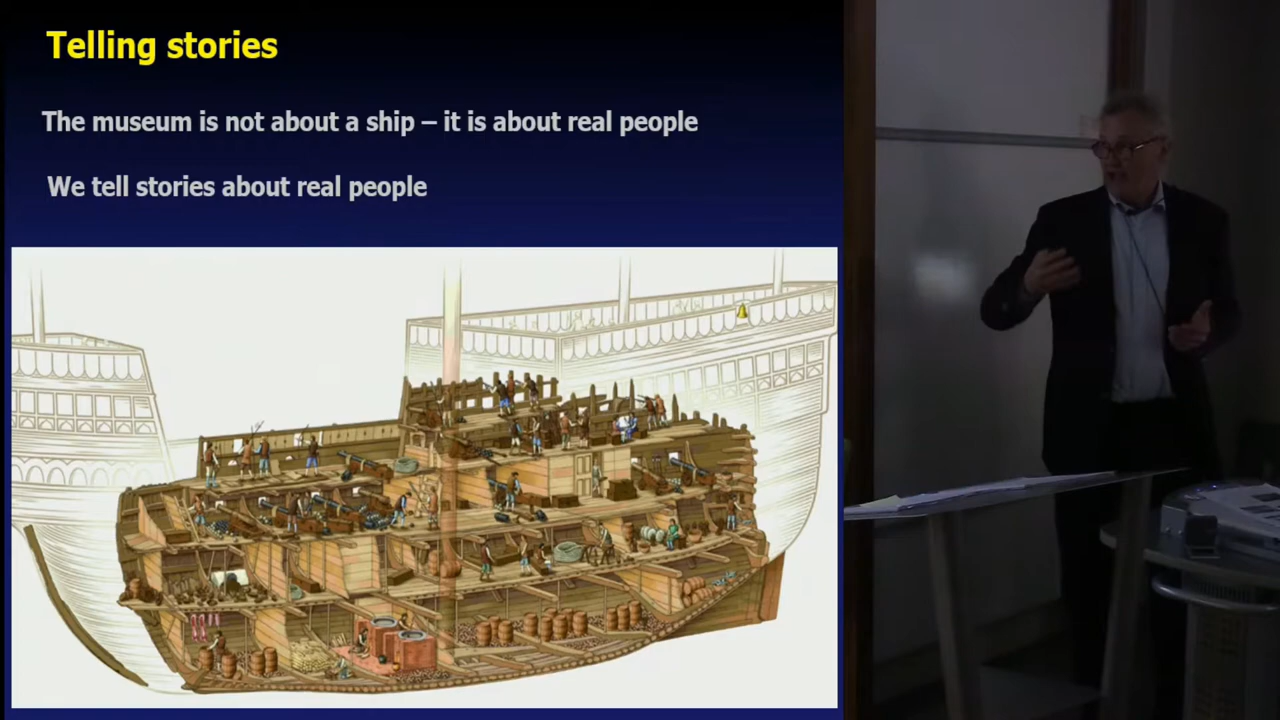 Telling stories
The museum is not about a ship – it is about real people
We tell stories about real people